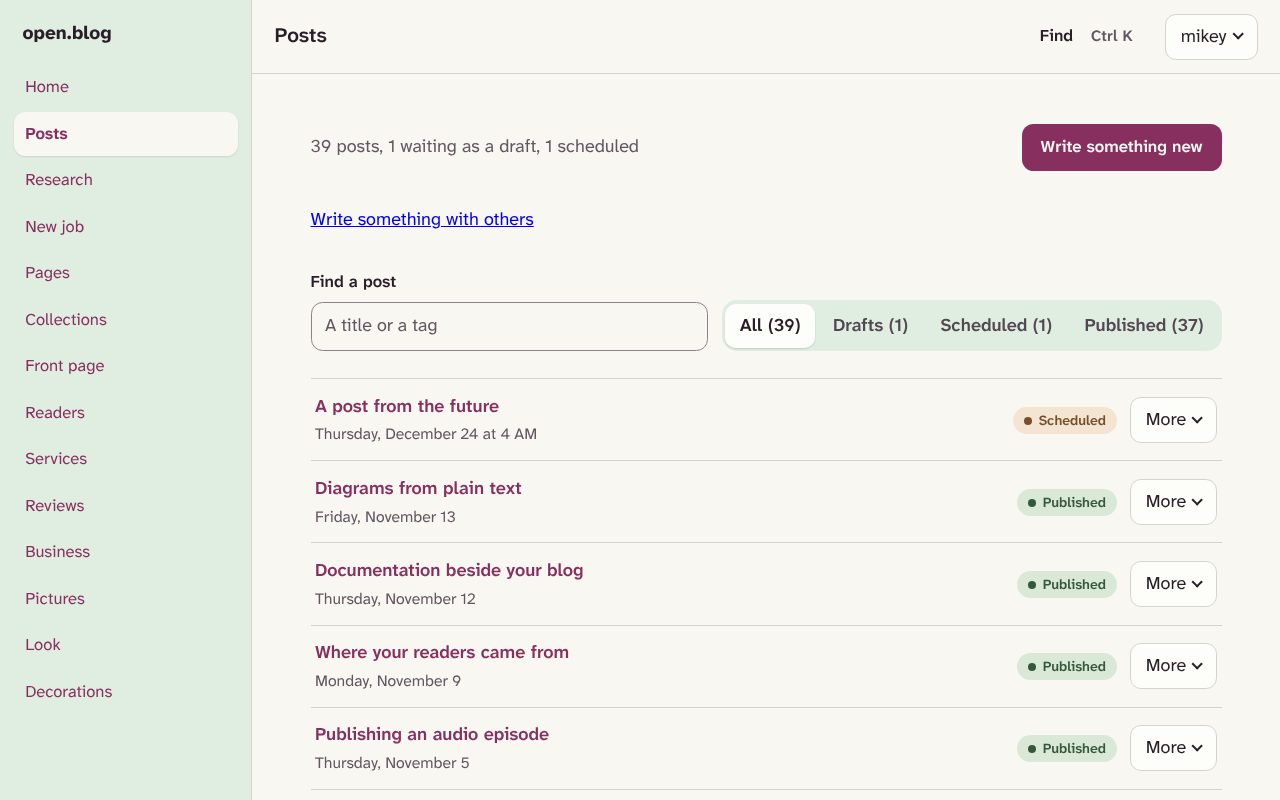 open.blog
Home
Posts
Research
New job
Pages
Collections
Front page
Readers
Services
Reviews
Business
Pictures
Look
Decorations
Posts
Find Ctrl K
mikey
39 posts, 1 waiting as a draft, 1 scheduled
Write something new
Write something with others
Find a post
A title or a tag
All (39)
Drafts (1)
Scheduled (1)
Published (37)
A post from the future
Thursday, December 24 at 4 AM
Scheduled
More
Diagrams from plain text
Friday, November 13
Published
More
Documentation beside your blog
Thursday, November 12
Published
More
Where your readers came from
Monday, November 9
Published
More
Publishing an audio episode
Thursday, November 5
Published
More